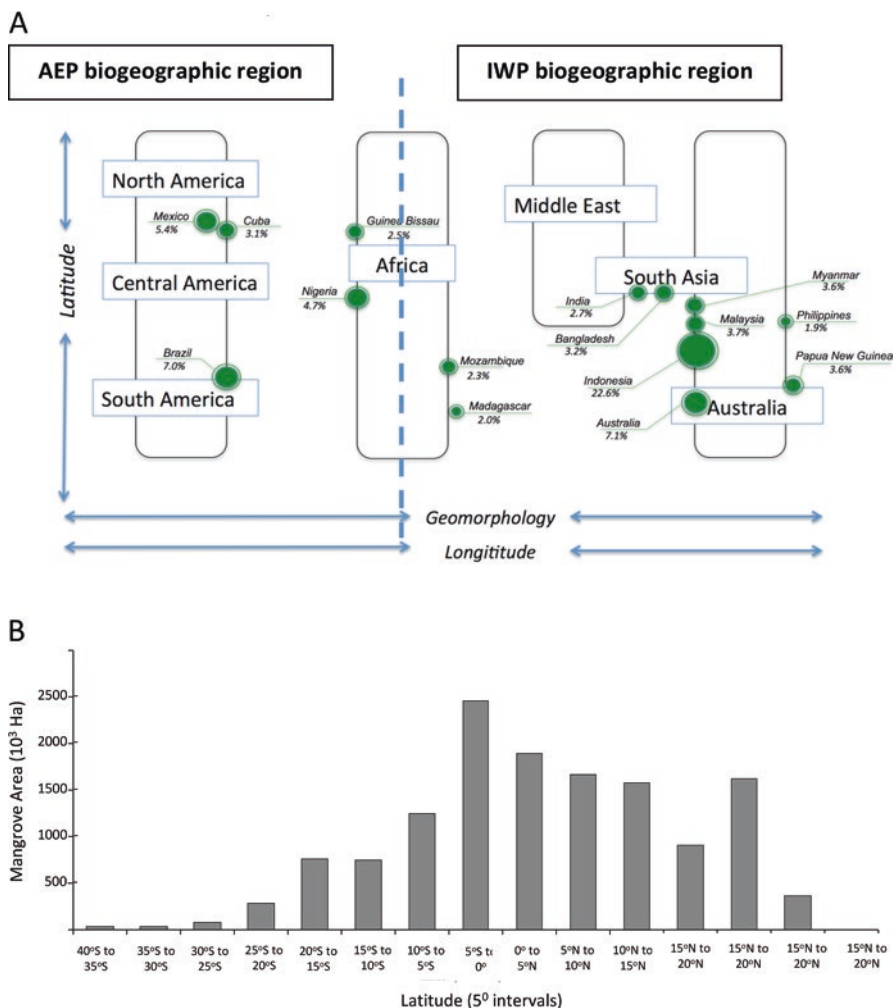 A
AEP biogeographic region
IWP biogeographic region
Latitude
North America
Mexico
5.4%
Cuba
3.1%
Central America
Brazil
7.0%
South America
Guinea Bissau
2.5%
Africa
Nigeria
4.7%
Mozambique
2.3%
Madagascar
2.0%
Middle East
South Asia
India
2.7%
Bangladesh
3.2%
Myanmar
3.6%
Malaysia
3.7%
Philippines
1.9%
Indonesia
22.6%
Papua New Guinea
3.6%
Australia
7.1%
Australia
Geomorphology
Longititude
B
Mangrove Area (10³ Ha)
2500
2000
1500
1000
500
40°S to
35°S
35°S to
30°S
30°S to
25°S
25°S to
20°S
20°S to
15°S
15°S to
10°S
10°S to
5°S
5°S to
0°
0° to
5°N
5°N to
10°N
10°N to
15°N
15°N to
20°N
15°N to
20°N
15°N to
20°N
15°N to
20°N
Latitude (5⁰ intervals)